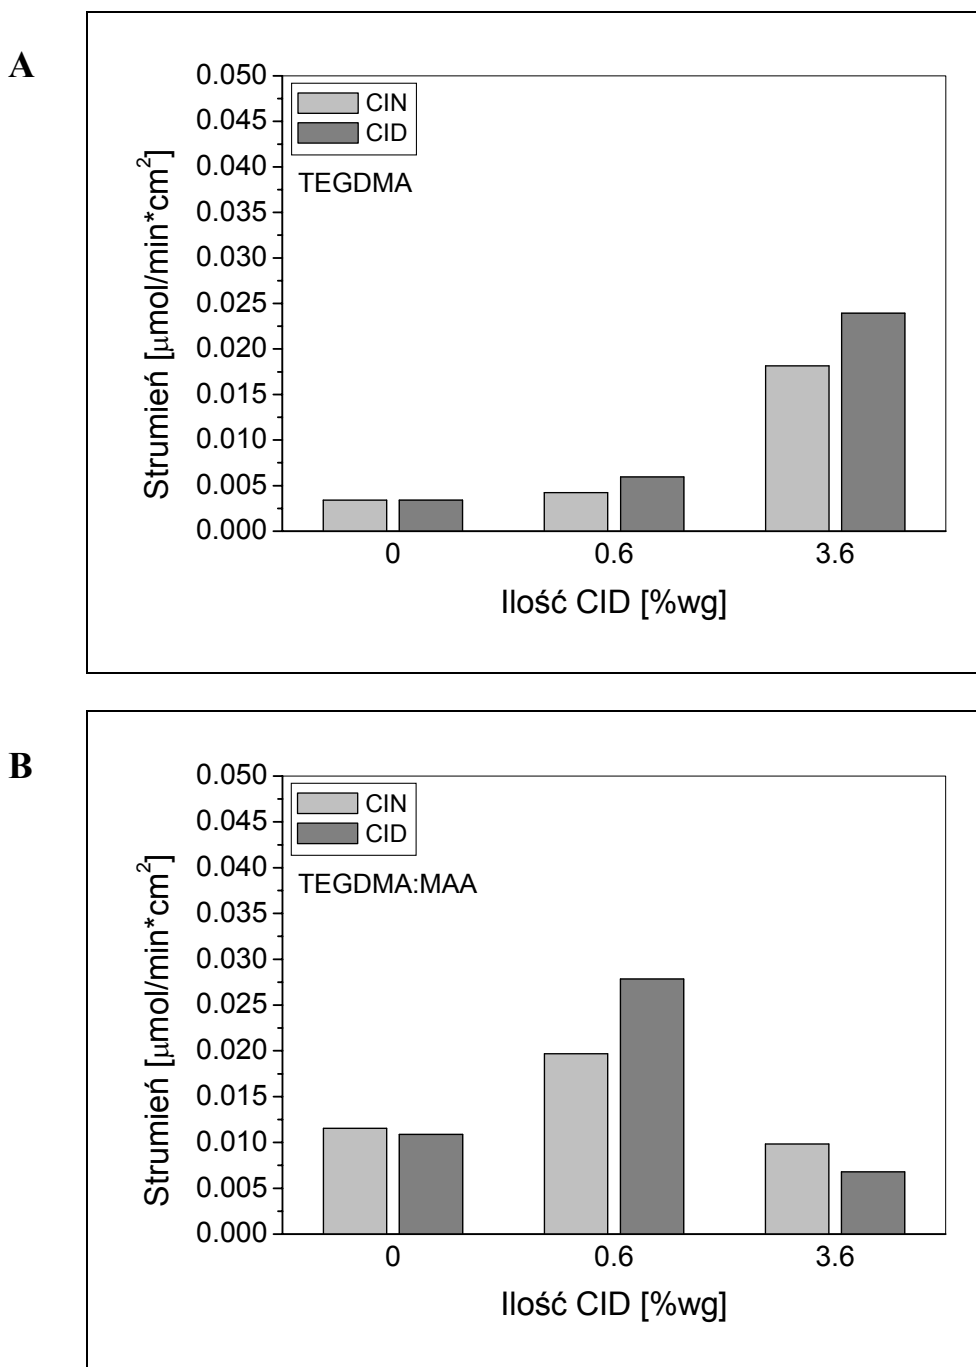 A
0.050
0.045
0.040
0.035
0.030
0.025
0.020
0.015
0.010
0.005
0.000
Strumień [μmol/min*cm²]
CIN
CID
TEGDMA
0 0.6 3.6
Ilość CID [%wg]
B
0.050
0.045
0.040
0.035
0.030
0.025
0.020
0.015
0.010
0.005
0.000
Strumień [μmol/min*cm²]
CIN
CID
TEGDMA:MAA
0 0.6 3.6
Ilość CID [%wg]